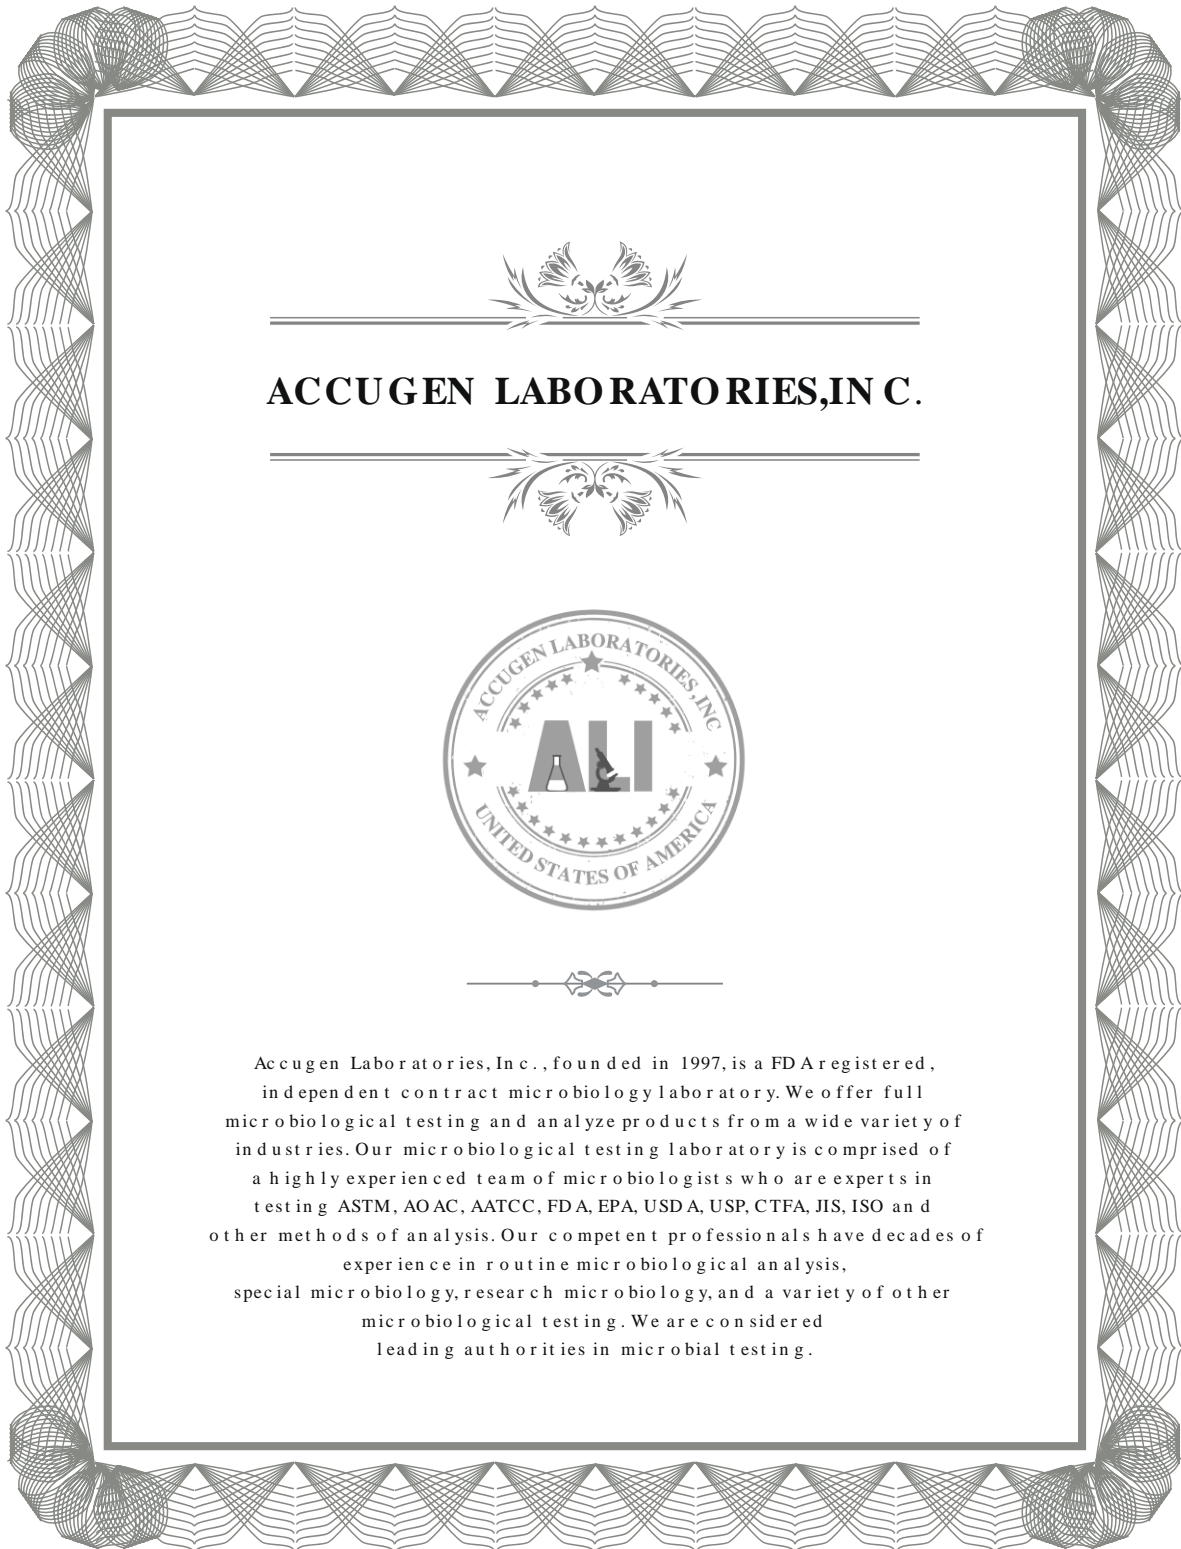 ACCUGEN LABORATORIES,INC.
ACCUGEN LABORATORIES,INC
ALI
UNITED STATES OF AMERICA
Accugen Laboratories, Inc., founded in 1997, is a FDA registered,
independent contract microbiology laboratory. We offer full
microbiological testing and analyze products from a wide variety of
industries. Our microbiological testing laboratory is comprised of
a highly experienced team of microbiologists who are experts in
testing ASTM, AOAC, AATCC, FDA, EPA, USDA, USP, CTFA, JIS, ISO and
other methods of analysis. Our competent professionals have decades of
experience in routine microbiological analysis,
special microbiology, research microbiology, and a variety of other
microbiological testing. We are considered
leading authorities in microbial testing.